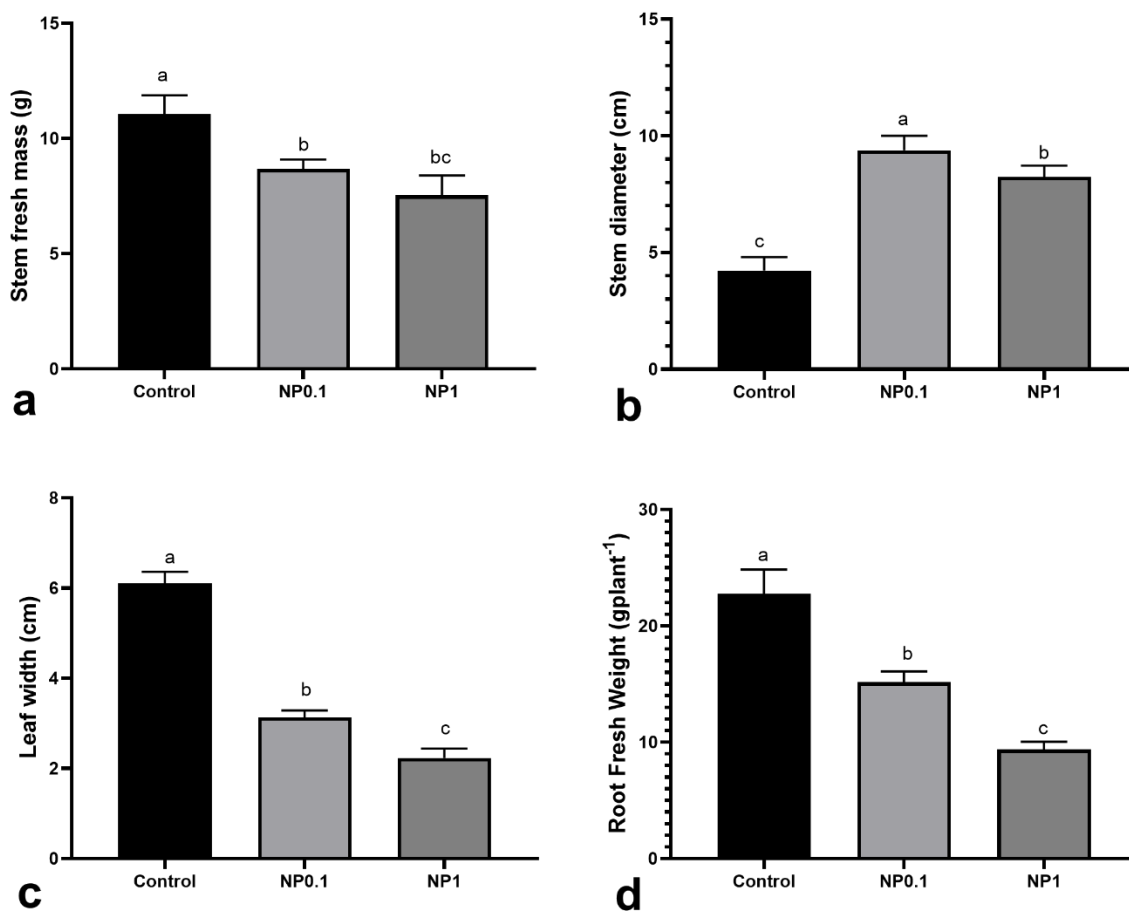 Stem fresh mass (g)
15
10
5
0
a
b
bc
Control
NP0.1
NP1
a
Stem diameter (cm)
15
10
5
0
c
a
b
Control
NP0.1
NP1
b
Leaf width (cm)
8
6
4
2
0
a
b
c
Control
NP0.1
NP1
c
Root Fresh Weight (gplant⁻¹)
30
20
10
0
a
b
c
Control
NP0.1
NP1
d